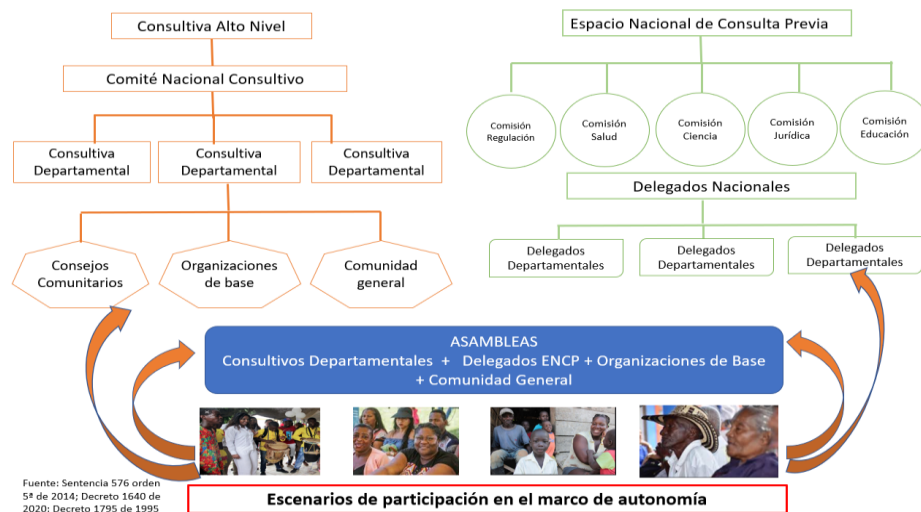 Consultiva Alto Nivel
Comité Nacional Consultivo
Consultiva
Departamental
Consultiva
Departamental
Consultiva
Departamental
Consejos
Comunitarios
Organizaciones
de base
Comunidad
general
Espacio Nacional de Consulta Previa
Comisión
Regulación
Comisión
Salud
Comisión
Ciencia
Comisión
Jurídica
Comisión
Educación
Delegados Nacionales
Delegados
Departamentales
Delegados
Departamentales
Delegados
Departamentales
ASAMBLEAS
Consultivos Departamentales + Delegados ENCP + Organizaciones de Base
+ Comunidad General
Fuente: Sentencia 576 orden
5ª de 2014; Decreto 1640 de
2020; Decreto 1795 de 1995
Escenarios de participación en el marco de autonomía